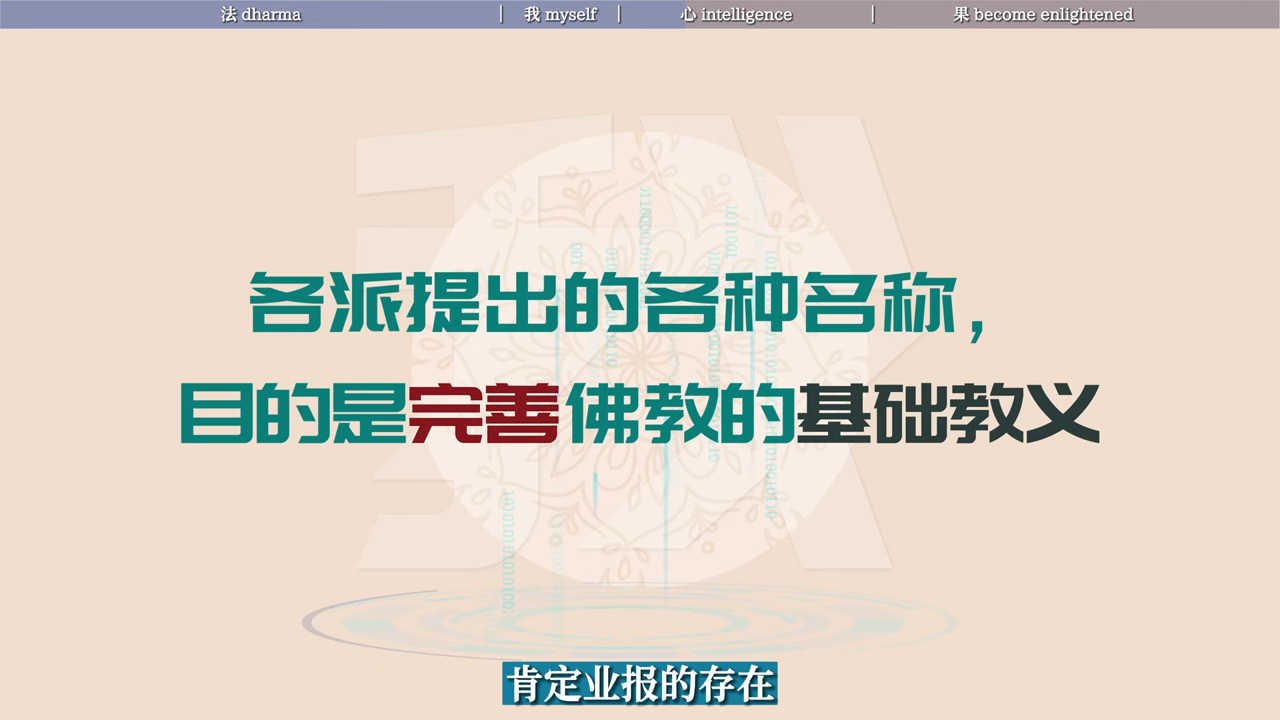 法 dharma | 我 myself | 心 intelligence | 果 become enlightened
各派提出的各种名称，
目的是完善佛教的基础教义
肯定业报的存在